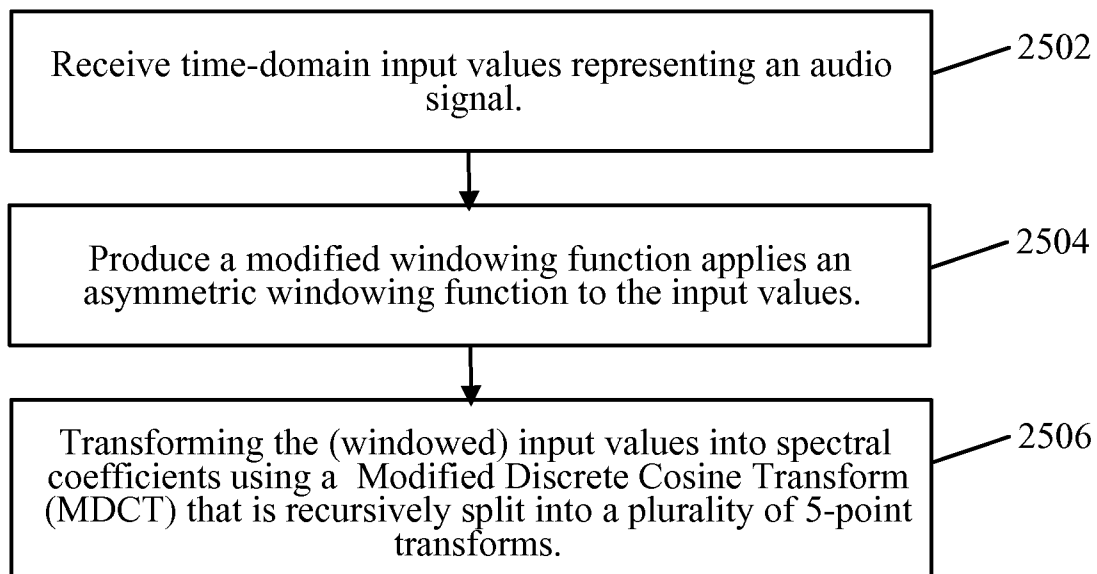 Receive time-domain input values representing an audio
signal.
2502
Produce a modified windowing function applies an
asymmetric windowing function to the input values.
2504
Transforming the (windowed) input values into spectral
coefficients using a Modified Discrete Cosine Transform
(MDCT) that is recursively split into a plurality of 5-point
transforms.
2506